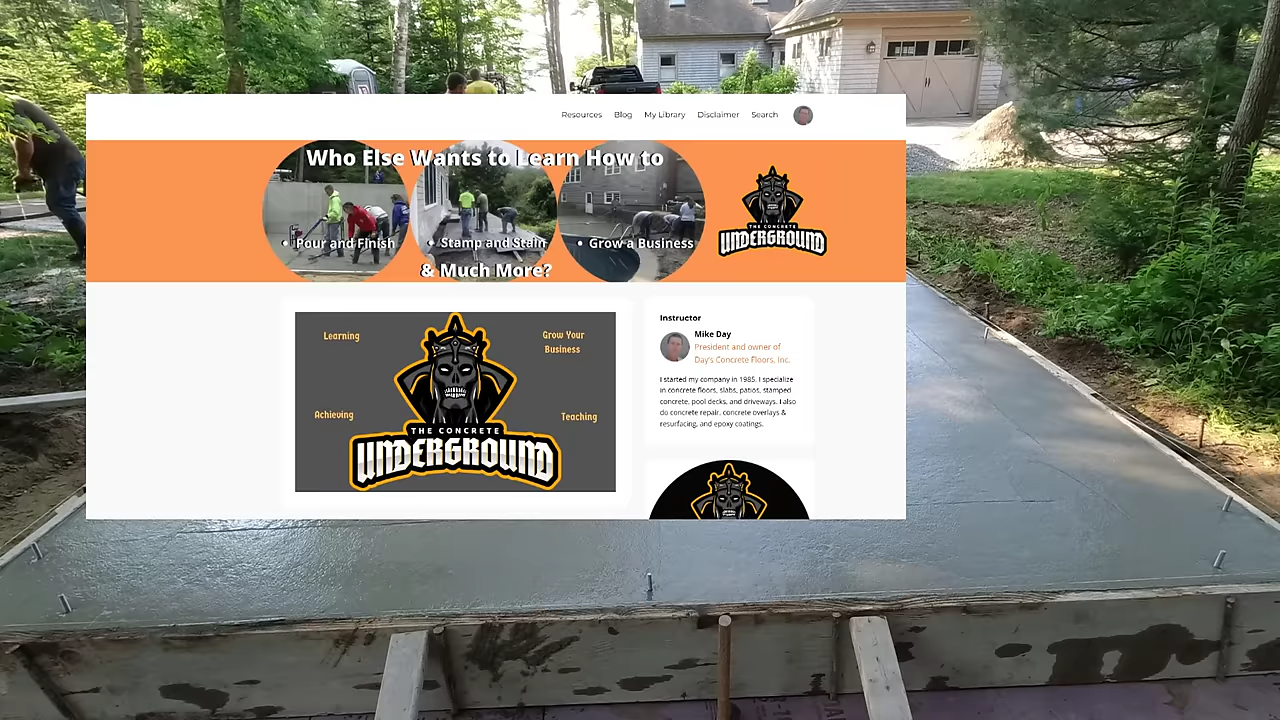 Resources Blog My Library Disclaimer Search
Who Else Wants to Learn How to
• Pour and Finish
• Stamp and Stain
• Grow a Business
& Much More?
THE CONCRETE
UNDERGROUND
Learning
Grow Your
Business
Achieving
Teaching
THE CONCRETE
UNDERGROUND
Instructor
Mike Day
President and owner of
Day's Concrete Floors, Inc.
I started my company in 1985. I specialize
in concrete floors, slabs, patios, stamped
concrete, pool decks, and driveways. I also
do concrete repair, concrete overlays &
resurfacing, and epoxy coatings.